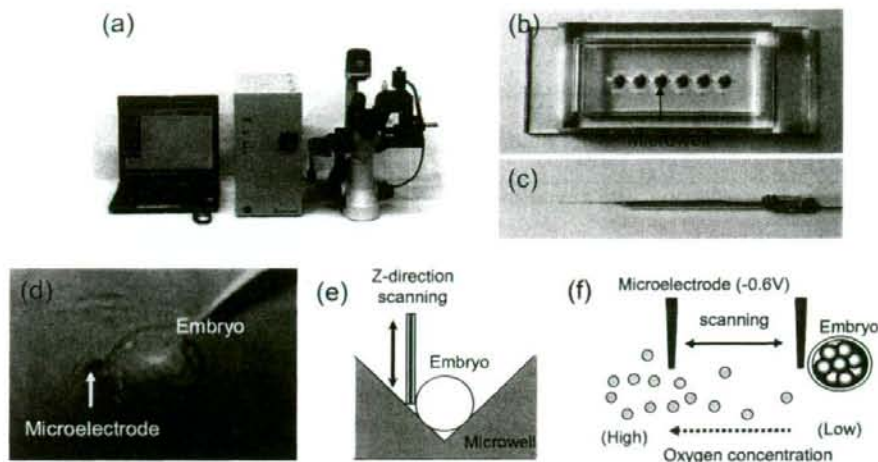 (a)
(b)
Microwell
(c)
(d)
Embryo
Microelectrode
(e)
Z-direction
scanning
Embryo
Microwell
(f)
Microelectrode (-0.6V)
scanning
Embryo
(High)
(Low)
Oxygen concentration